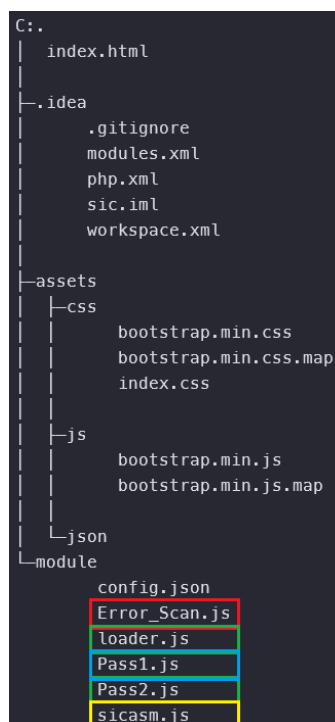 C:.
index.html
.idea
.gitignore
modules.xml
php.xml
sic.iml
workspace.xml
assets
css
bootstrap.min.css
bootstrap.min.css.map
index.css
js
bootstrap.min.js
bootstrap.min.js.map
json
module
config.json
Error_Scan.js
loader.js
Pass1.js
Pass2.js
sicasm.js